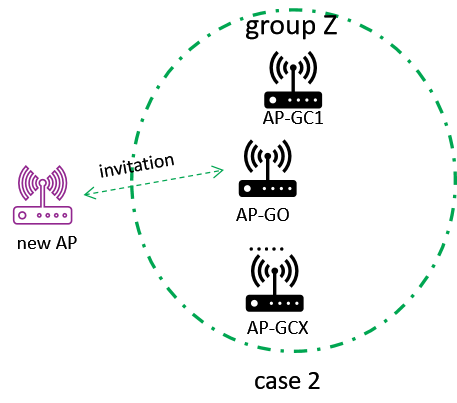 group Z
AP-GC1
invitation
AP-GO
new AP
......
AP-GCX
case 2